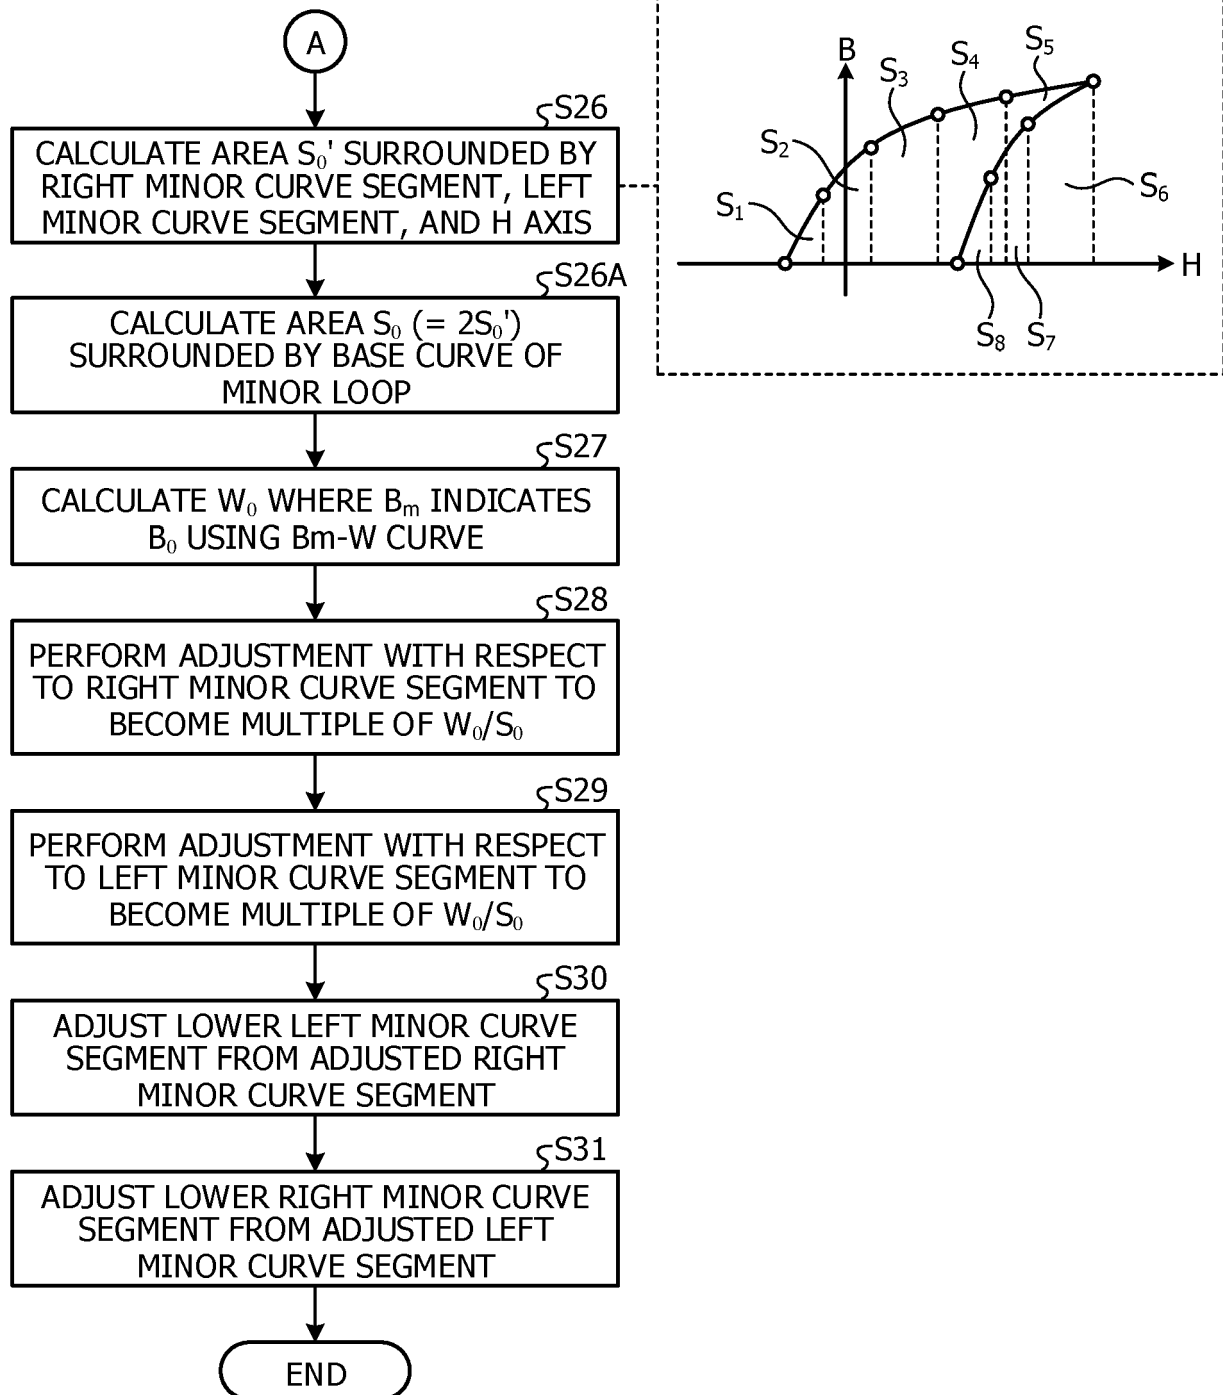 A
S26
CALCULATE AREA S₀' SURROUNDED BY
RIGHT MINOR CURVE SEGMENT, LEFT
MINOR CURVE SEGMENT, AND H AXIS
S26A
CALCULATE AREA S₀ (= 2S₀')
SURROUNDED BY BASE CURVE OF
MINOR LOOP
S27
CALCULATE W₀ WHERE Bₘ INDICATES
B₀ USING Bm-W CURVE
S28
PERFORM ADJUSTMENT WITH RESPECT
TO RIGHT MINOR CURVE SEGMENT TO
BECOME MULTIPLE OF W₀/S₀
S29
PERFORM ADJUSTMENT WITH RESPECT
TO LEFT MINOR CURVE SEGMENT TO
BECOME MULTIPLE OF W₀/S₀
S30
ADJUST LOWER LEFT MINOR CURVE
SEGMENT FROM ADJUSTED RIGHT
MINOR CURVE SEGMENT
S31
ADJUST LOWER RIGHT MINOR CURVE
SEGMENT FROM ADJUSTED LEFT
MINOR CURVE SEGMENT
END
B
S₁
S₂
S₃
S₄
S₅
S₆
H
S₈
S₇